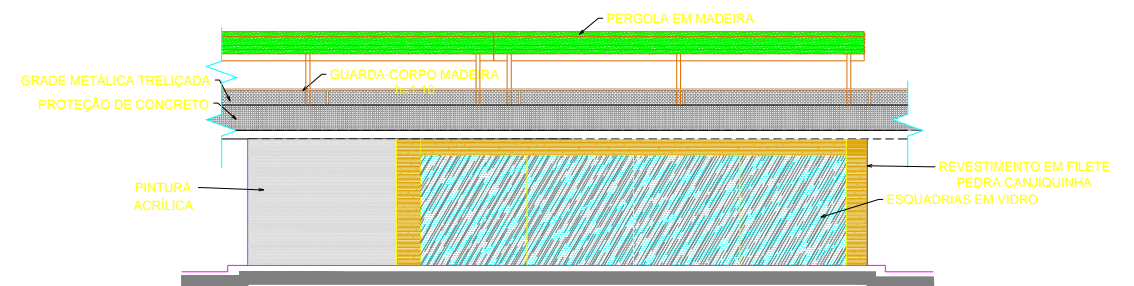 PERGOLA EM MADEIRA
GUARDA-CORPO MADEIRA
GRADE METÁLICA TRELIÇADA
PROTEÇÃO DE CONCRETO
PINTURA
ACRÍLICA
REVESTIMENTO EM FILETE
PEDRA CANJIQUINHA
ESQUADRIAS EM VIDRO